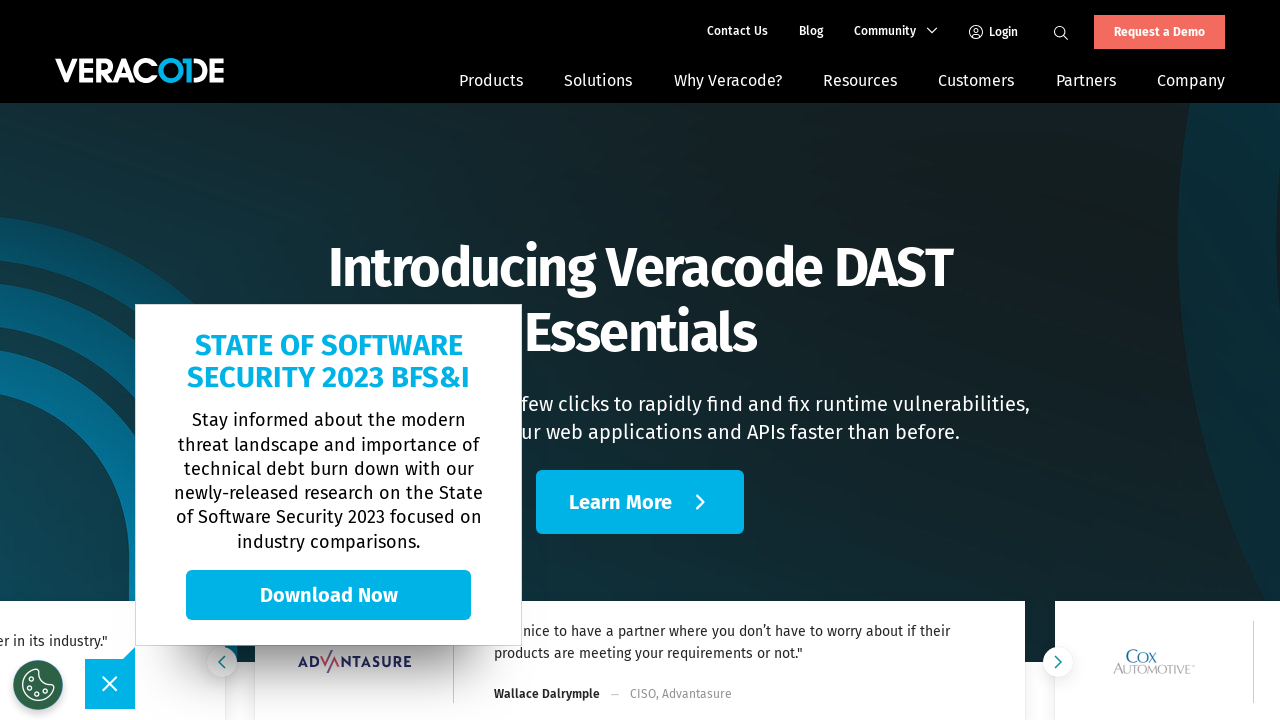 Contact Us Blog Community Login Request a Demo
VERACODE
Products Solutions Why Veracode? Resources Customers Partners Company
Introducing Veracode DAST
Essentials
few clicks to rapidly find and fix runtime vulnerabilities,
web applications and APIs faster than before.
Learn More
STATE OF SOFTWARE
SECURITY 2023 BFS&I
Stay informed about the modern
threat landscape and importance of
technical debt burn down with our
newly-released research on the State
of Software Security 2023 focused on
industry comparisons.
Download Now
in its industry."
ADVANTASURE
nice to have a partner where you don’t have to worry about if their
products are meeting your requirements or not."
Wallace Dalrymple — CISO, Advantasure
COX
AUTOMOTIVE